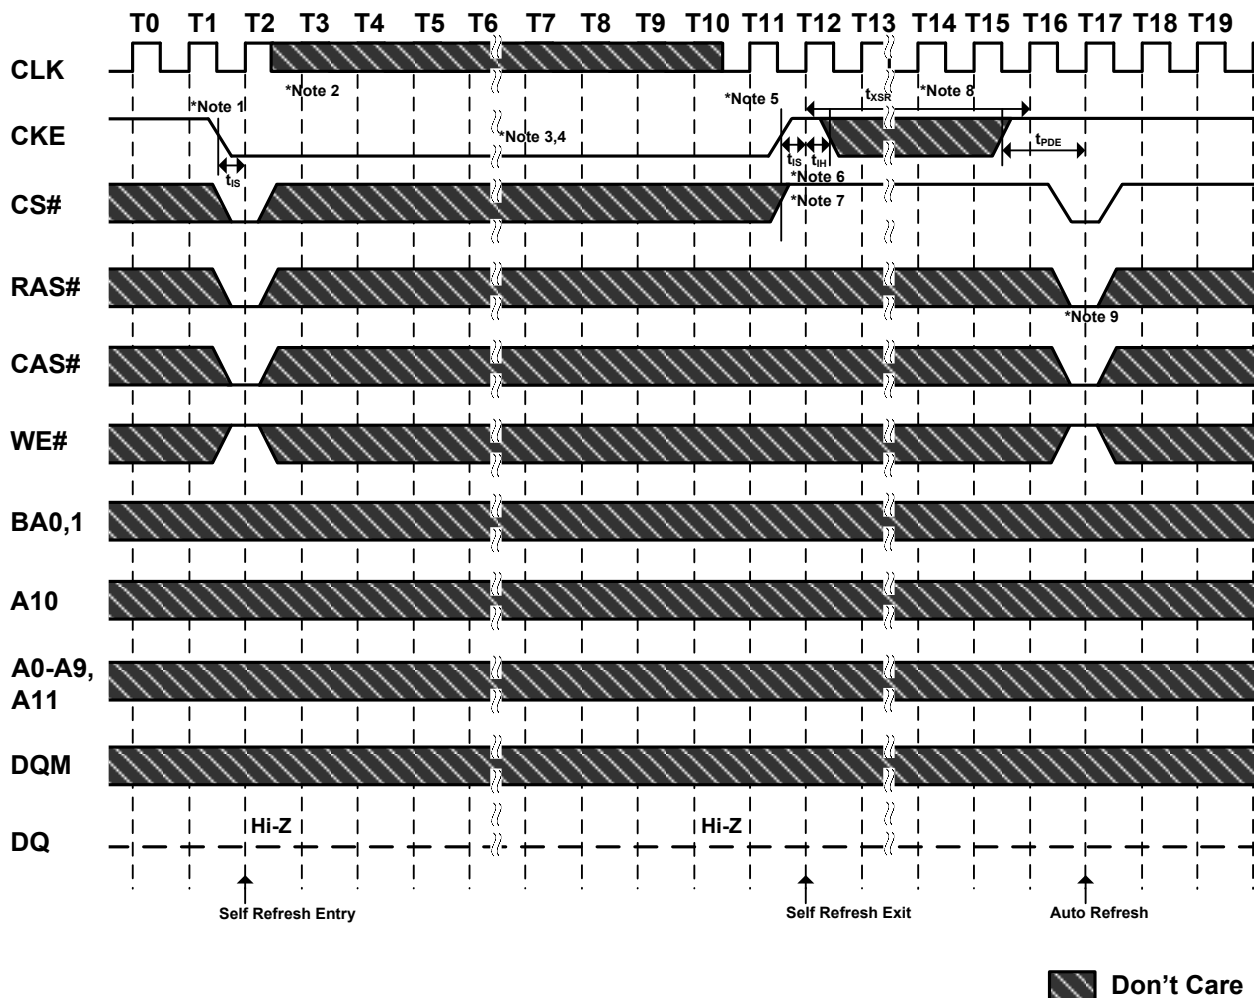 T0 T1 T2 T3 T4 T5 T6 T7 T8 T9 T10 T11 T12 T13 T14 T15 T16 T17 T18 T19
CLK
*Note 2
*Note 1
*Note 5
tXSR
*Note 8
CKE
*Note 3,4
tIS
tIS
tIH
tPDE
*Note 6
CS#
*Note 7
RAS#
*Note 9
CAS#
WE#
BA0,1
A10
A0-A9,
A11
DQM
Hi-Z
Hi-Z
DQ
Self Refresh Entry
Self Refresh Exit
Auto Refresh
Don't Care